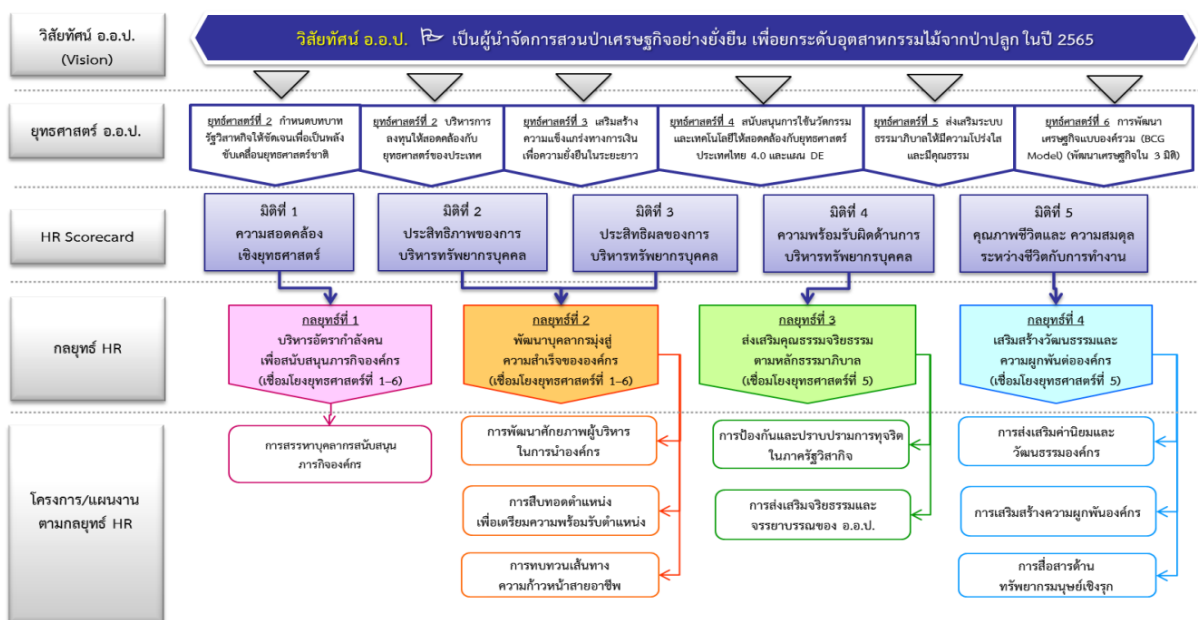 วิสัยทัศน์ อ.อ.ป.
(Vision)
วิสัยทัศน์ อ.อ.ป. เป็นผู้นำจัดการสวนป่าเศรษฐกิจอย่างยั่งยืน เพื่อยกระดับอุตสาหกรรมไม้จากป่าปลูก ในปี 2565
ยุทธศาสตร์ อ.อ.ป.
ยุทธ์ศาสตร์ที่ 2 กำหนดบทบาท
รัฐวิสาหกิจให้ชัดเจนเพื่อเป็นพลัง
ขับเคลื่อนยุทธศาสตร์ชาติ
ยุทธ์ศาสตร์ที่ 2 บริหารการ
ลงทุนให้สอดคล้องกับ
ยุทธศาสตร์ของประเทศ
ยุทธ์ศาสตร์ที่ 3 เสริมสร้าง
ความแข็งแกร่งทางการเงิน
เพื่อความยั่งยืนในระยะยาว
ยุทธ์ศาสตร์ที่ 4 สนับสนุนการใช้นวัตกรรม
และเทคโนโลยีให้สอดคล้องกับยุทธศาสตร์
ประเทศไทย 4.0 และแผน DE
ยุทธ์ศาสตร์ที่ 5 ส่งเสริมระบบ
ธรรมาภิบาลให้มีความโปร่งใส
และมีคุณธรรม
ยุทธ์ศาสตร์ที่ 6 การพัฒนา
เศรษฐกิจแบบองค์รวม (BCG
Model) (พัฒนาเศรษฐกิจใน 3 มิติ)
HR Scorecard
มิติที่ 1
ความสอดคล้อง
เชิงยุทธศาสตร์
มิติที่ 2
ประสิทธิภาพของการ
บริหารทรัพยากรบุคคล
มิติที่ 3
ประสิทธิผลของการ
บริหารทรัพยากรบุคคล
มิติที่ 4
ความพร้อมรับผิดด้านการ
บริหารทรัพยากรบุคคล
มิติที่ 5
คุณภาพชีวิตและ ความสมดุล
ระหว่างชีวิตกับการทำงาน
กลยุทธ์ HR
กลยุทธ์ที่ 1
บริหารอัตรากำลังคน
เพื่อสนับสนุนภารกิจองค์กร
(เชื่อมโยงยุทธศาสตร์ที่ 1-6)
กลยุทธ์ที่ 2
พัฒนาบุคลากรมุ่งสู่
ความสำเร็จขององค์กร
(เชื่อมโยงยุทธศาสตร์ที่ 1-6)
กลยุทธ์ที่ 3
ส่งเสริมคุณธรรมจริยธรรม
ตามหลักธรรมาภิบาล
(เชื่อมโยงยุทธศาสตร์ที่ 5)
กลยุทธ์ที่ 4
เสริมสร้างวัฒนธรรมและ
ความผูกพันต่อองค์กร
(เชื่อมโยงยุทธศาสตร์ที่ 5)
โครงการ/แผนงาน
ตามกลยุทธ์ HR
การสรรหาบุคลากรสนับสนุน
ภารกิจองค์กร
การพัฒนาศักยภาพผู้บริหาร
ในการนำองค์กร
การสืบทอดตำแหน่ง
เพื่อเตรียมความพร้อมรับตำแหน่ง
การทบทวนเส้นทาง
ความก้าวหน้าสายอาชีพ
การป้องกันและปราบปรามการทุจริต
ในภาครัฐวิสากิจ
การส่งเสริมจริยธรรมและ
จรรยาบรรณของ อ.อ.ป.
การส่งเสริมค่านิยมและ
วัฒนธรรมองค์กร
การเสริมสร้างความผูกพันองค์กร
การสื่อสารด้าน
ทรัพยากรมนุษย์เชิงรุก